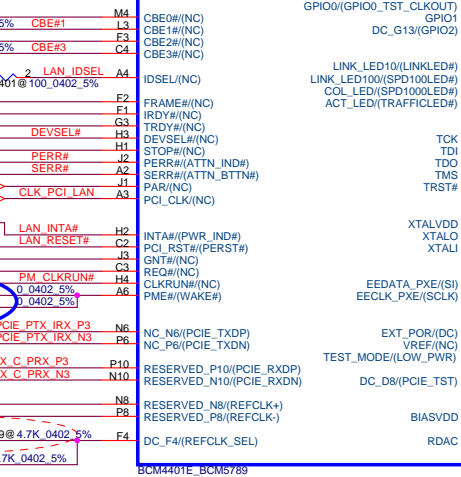 GPIO0/(GPIO0_TST_CLKOUT)
M4 CBE0#/(NC) GPIO1
5% CBE#1 L3 CBE1#/(NC) DC_G13/(GPIO2)
F3 CBE2#/(NC)
5% CBE#3 C4 CBE3#/(NC)
LINK_LED10/(LINKLED#)
2 LAN_IDSEL A4 IDSEL/(NC) LINK_LED100/(SPD100LED#)
401@ 100_0402_5% COL_LED/(SPD1000LED#)
F2 FRAME#/(NC) ACT_LED/(TRAFFICLED#)
F1 IRDY#/(NC)
G3 TRDY#/(NC)
DEVSEL# H3 DEVSEL#/(NC) TCK
H1 STOP#/(NC) TDI
PERR# J2 PERR#/(ATTN_IND#) TDO
SERR# A2 SERR#/(ATTN_BTTN#) TMS
J1 PAR/(NC) TRST#
CLK_PCI_LAN A3 PCI_CLK/(NC)
XTALVDD
LAN_INTA# H2 INTA#/(PWR_IND#) XTALO
LAN_RESET# C2 PCI_RST#/(PERST#) XTALI
J3 GNT#/(NC)
C3 REQ#/(NC)
PM_CLKRUN# H4 CLKRUN#/(NC) EEDATA_PXE/(SI)
0_0402_5% A6 PME#/(WAKE#) EECLK_PXE/(SCLK)
0_0402_5%
PCIE_PTX_IRX_P3 N6 NC_N6/(PCIE_TXDP) EXT_POR/(DC)
PCIE_PTX_IRX_N3 P6 NC_P6/(PCIE_TXDN) VREF/(NC)
TEST_MODE/(LOW_PWR)
X_C_PRX_P3 P10 RESERVED_P10/(PCIE_RXDP)
X_C_PRX_N3 N10 RESERVED_N10/(PCIE_RXDN) DC_D8/(PCIE_TST)
N8 RESERVED_N8/(REFCLK+)
P8 RESERVED_P8/(REFCLK-) BIASVDD
9@ 4.7K_0402_5% F4 DC_F4/(REFCLK_SEL) RDAC
.7K_0402_5%
BCM4401E_BCM5789